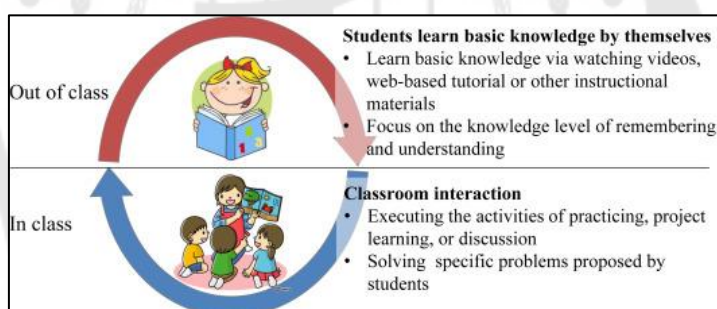 Out of class
Students learn basic knowledge by themselves
• Learn basic knowledge via watching videos,
web-based tutorial or other instructional
materials
• Focus on the knowledge level of remembering
and understanding
In class
Classroom interaction
• Executing the activities of practicing, project
learning, or discussion
• Solving specific problems proposed by
students